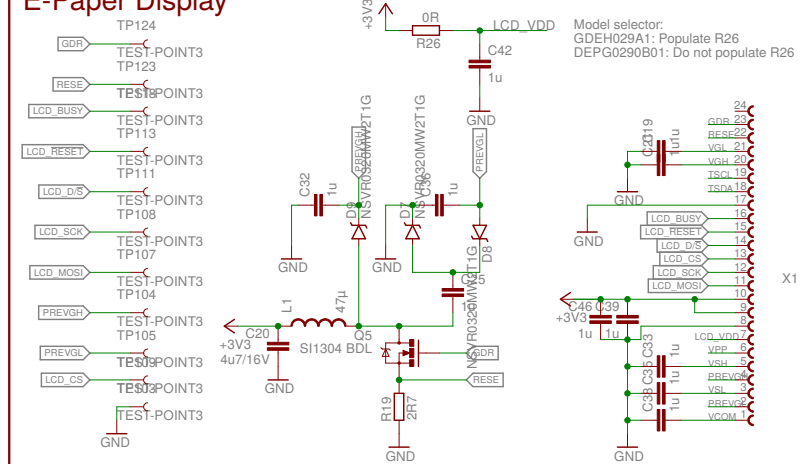 E-Paper Display
TP124
GDR
TEST-POINT3
TP123
RESE
TEST-POINT3
LCD_BUSY
TEST-POINT3
TP113
LCD_RESET
TEST-POINT3
TP111
LCD_D/S
TEST-POINT3
TP108
LCD_SCK
TEST-POINT3
TP107
LCD_MOSI
TEST-POINT3
TP104
PREVGH
TEST-POINT3
TP105
PREVGL
TEST-POINT3
LCD_CS
TEST-POINT3
GND
+3V3
0R
R26
LCD_VDD
C42
1u
GND
Model selector:
GDEH029A1: Populate R26
DEPG0290B01: Do not populate R26
PREVGH
NSVR0320MW2T1G
NSVR0320MW2T1G
PREVGL
C32
1u
D9
GND
C36
1u
D7
GND
D8
NSVR0320MW2T1G
L1
47µ
C20
+3V3
4u7/16V
GND
Q5
SI1304 BDL
GDR
RESE
R19
2R7
GND
24
GDR 23
RESE 22
VGL 21
VGH 20
TSCL 19
TSDA 18
17
16
15
14
13
12
11
10
9
8
LCD_VDD 7
VPP 6
VSH 5
PREVGH 4
VSL 3
PREVGL 2
VCOM 1
C19
1u
1u
GND
GND
LCD_BUSY
LCD_RESET
LCD_D/S
LCD_CS
LCD_SCK
LCD_MOSI
X1
C46
C39
+3V3
1u
1u
C33
1u
C35
1u
C38
1u
GND